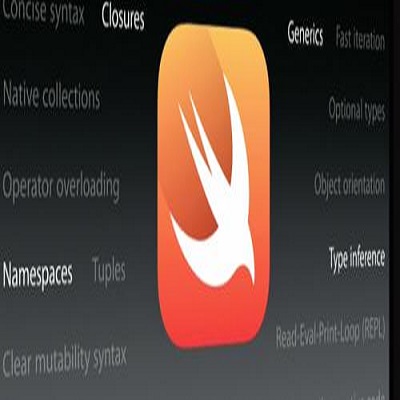 Concise syntax Closures
Generics Fast iteration
Native collections
Optional types
Operator overloading
Object orientation
Namespaces Tuples
Type inference
Read-Eval-Print-Loop (REPL)
Clear mutability syntax
code